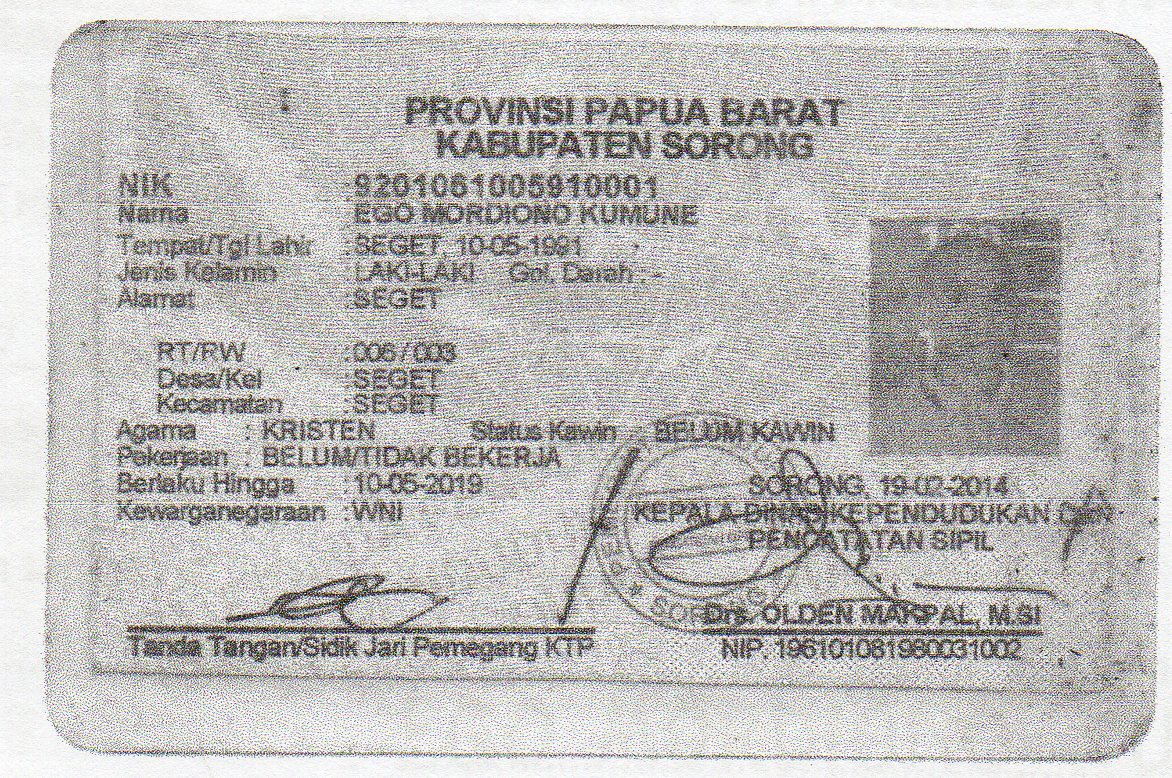 PROVINSI PAPUA BARAT
KABUPATEN SORONG
NIK : 9201061005910001
Nama : EGO MORDIONO KUMUNE
Tempat/Tgl Lahir : SEGET, 10-05-1991
Jenis Kelamin : LAKI-LAKI Gol. Darah : -
Alamat : SEGET
RT/RW : 006 / 003
Desa/Kel : SEGET
Kecamatan : SEGET
Agama : KRISTEN Status Kawin : BELUM KAWIN
Pekerjaan : BELUM/TIDAK BEKERJA
Berlaku Hingga : 10-05-2019
Kewarganegaraan : WNI
SORONG, 19-02-2014
KEPALA DINAS KEPENDUDUKAN DAN
PENCATATAN SIPIL
Drs. OLDEN MAKPAL, M.SI
NIP. 196101081980031002
Tanda Tangan/Sidik Jari Pemegang KTP